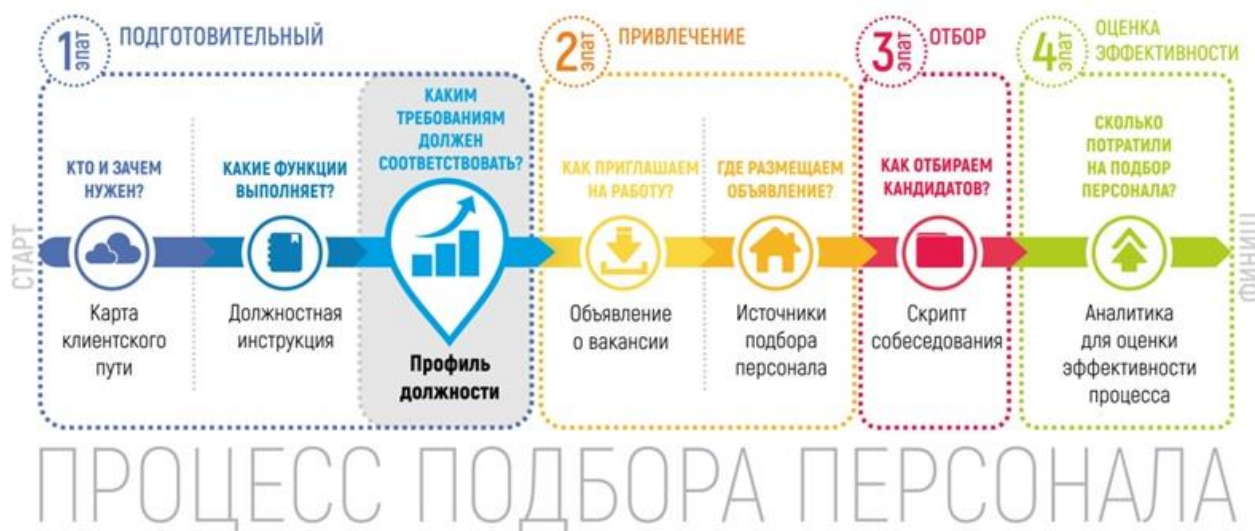 1 этап
ПОДГОТОВИТЕЛЬНЫЙ
2 этап
ПРИВЛЕЧЕНИЕ
3 этап
ОТБОР
4 этап
ОЦЕНКА
ЭФФЕКТИВНОСТИ
СТАРТ
КТО И ЗАЧЕМ
НУЖЕН?
Карта
клиентского
пути
КАКИЕ ФУНКЦИИ
ВЫПОЛНЯЕТ?
Должностная
инструкция
КАКИМ
ТРЕБОВАНИЯМ
ДОЛЖЕН
СООТВЕТСТВОВАТЬ?
Профиль
должности
КАК ПРИГЛАШАЕМ
НА РАБОТУ?
Объявление
о вакансии
ГДЕ РАЗМЕЩАЕМ
ОБЪЯВЛЕНИЕ?
Источники
подбора
персонала
КАК ОТБИРАЕМ
КАНДИДАТОВ?
Скрипт
собеседования
СКОЛЬКО
ПОТРАТИЛИ
НА ПОДБОР
ПЕРСОНАЛА?
Аналитика
для оценки
эффективности
процесса
ФИНИШ
ПРОЦЕСС ПОДБОРА ПЕРСОНАЛА